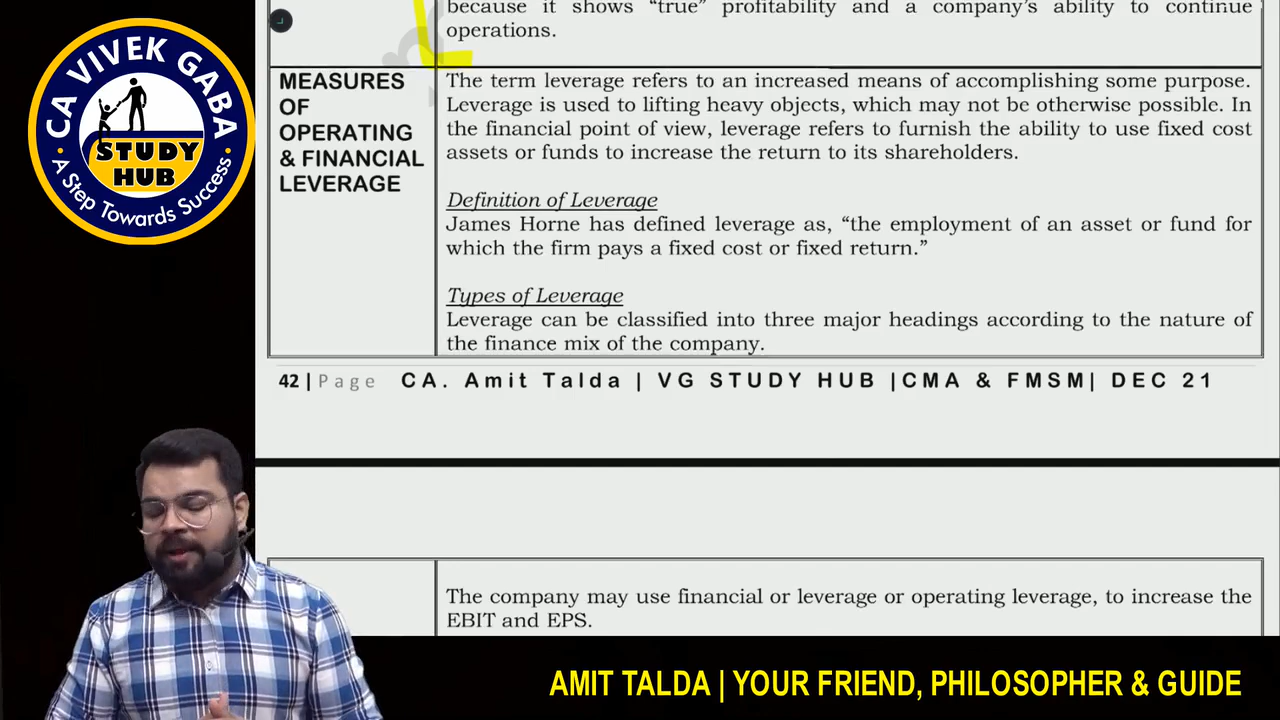 CA VIVEK GABA
STUDY
HUB
A Step Towards Success
because it shows “true” profitability and a company’s ability to continue
operations.
MEASURES
OF
OPERATING
& FINANCIAL
LEVERAGE
The term leverage refers to an increased means of accomplishing some purpose.
Leverage is used to lifting heavy objects, which may not be otherwise possible. In
the financial point of view, leverage refers to furnish the ability to use fixed cost
assets or funds to increase the return to its shareholders.
Definition of Leverage
James Horne has defined leverage as, “the employment of an asset or fund for
which the firm pays a fixed cost or fixed return.”
Types of Leverage
Leverage can be classified into three major headings according to the nature of
the finance mix of the company.
42 | Page CA. Amit Talda | VG STUDY HUB |CMA & FMSM| DEC 21
The company may use financial or leverage or operating leverage, to increase the
EBIT and EPS.
AMIT TALDA | YOUR FRIEND, PHILOSOPHER & GUIDE